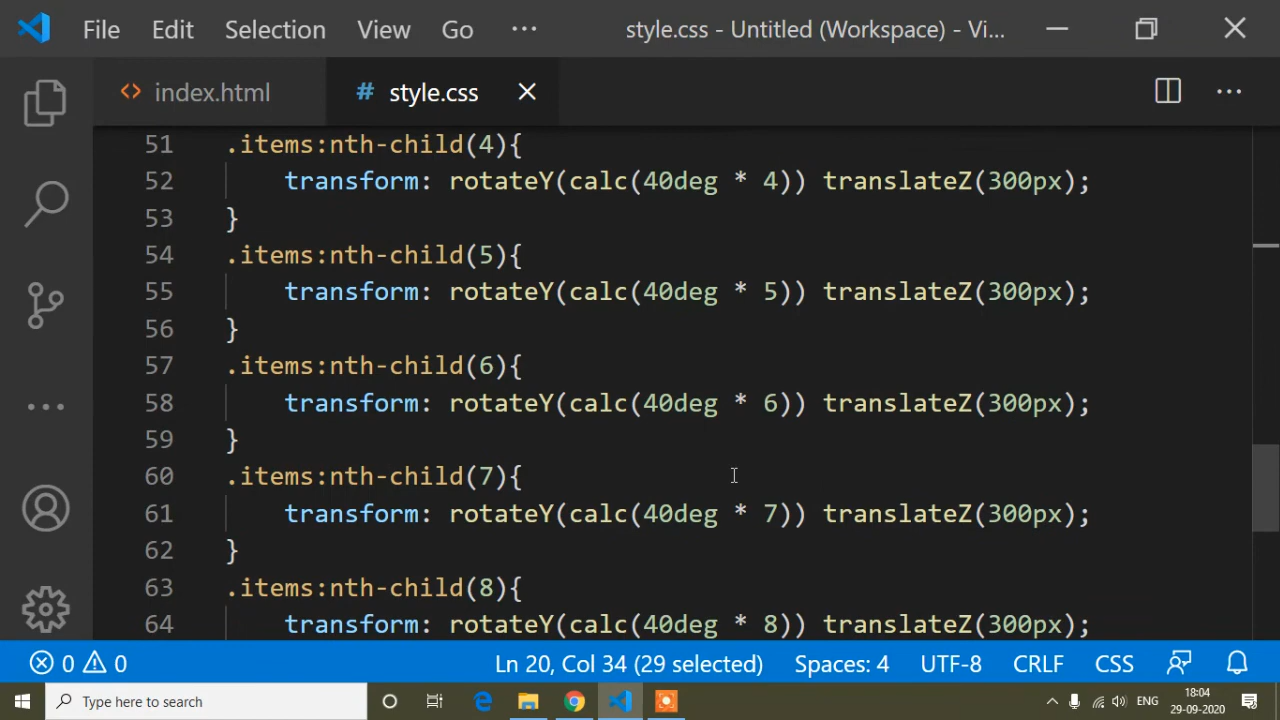 File Edit Selection View Go ··· style.css - Untitled (Workspace) - Vi...
<> index.html # style.css
51 .items:nth-child(4){
52 transform: rotateY(calc(40deg * 4)) translateZ(300px);
53 }
54 .items:nth-child(5){
55 transform: rotateY(calc(40deg * 5)) translateZ(300px);
56 }
57 .items:nth-child(6){
58 transform: rotateY(calc(40deg * 6)) translateZ(300px);
59 }
60 .items:nth-child(7){
61 transform: rotateY(calc(40deg * 7)) translateZ(300px);
62 }
63 .items:nth-child(8){
64 transform: rotateY(calc(40deg * 8)) translateZ(300px);
0 0 Ln 20, Col 34 (29 selected) Spaces: 4 UTF-8 CRLF CSS
Type here to search ENG 18:04
29-09-2020